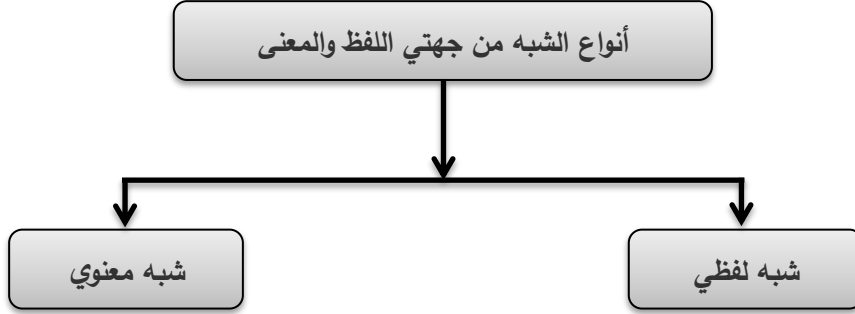 أنواع الشبه من جهتي اللفظ والمعنى
شبه لفظي
شبه معنوي